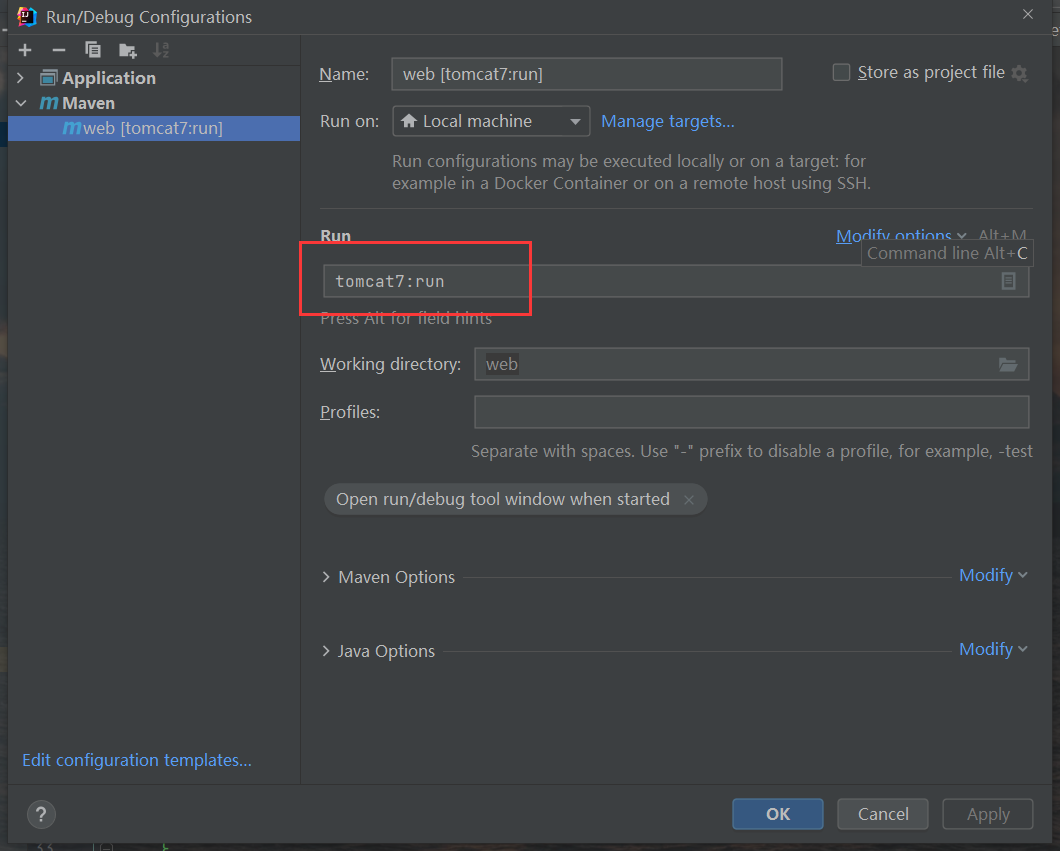 Run/Debug Configurations
Application
Maven
web [tomcat7:run]
Name: web [tomcat7:run] Store as project file
Run on: Local machine Manage targets...
Run configurations may be executed locally or on a target: for
example in a Docker Container or on a remote host using SSH.
Run Modify options Alt+M
Command line Alt+C
tomcat7:run
Press Alt for field hints
Working directory: web
Profiles:
Separate with spaces. Use "-" prefix to disable a profile, for example, -test
Open run/debug tool window when started
Maven Options Modify
Java Options Modify
Edit configuration templates...
? OK Cancel Apply